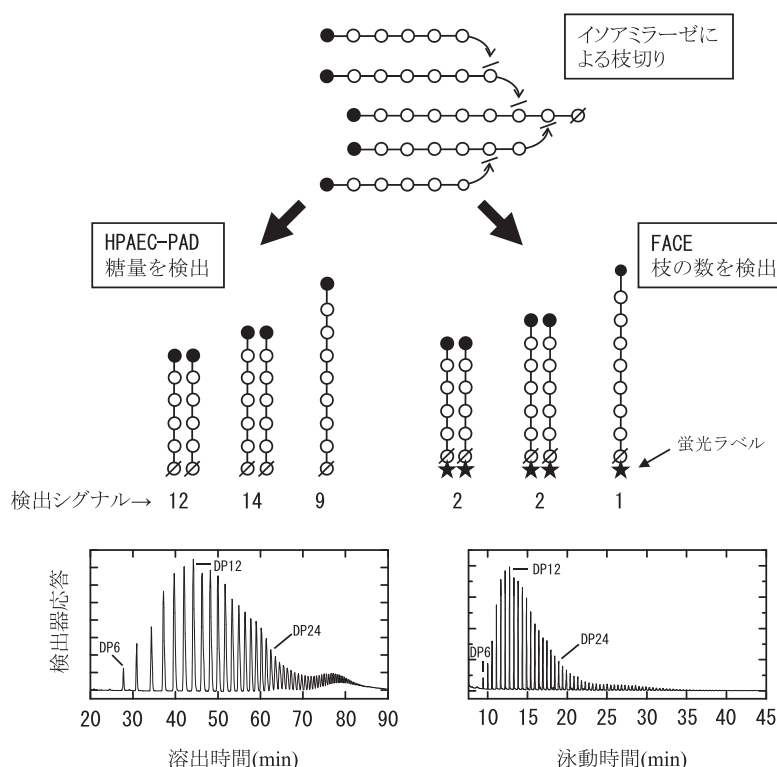 イソアミラーゼに
よる枝切り
HPAEC-PAD
糖量を検出
FACE
枝の数を検出
蛍光ラベル
検出シグナル→ 12 14 9 2 2 1
検出器応答
DP6
DP12
DP24
20 30 40 50 60 70 80 90
溶出時間(min)
DP6
DP12
DP24
10 15 20 25 30 35 40 45
泳動時間(min)